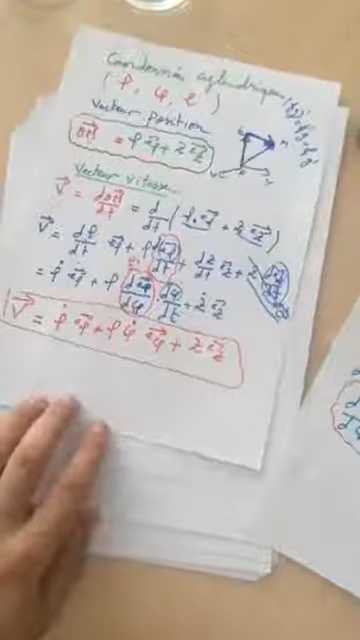 Coordonnées cylindriques
(ρ, φ, z)
Vecteur position
OM⃗ = ρ e⃗ρ + z e⃗z
Vecteur vitesse
V⃗ = dOM⃗/dt = d/dt (ρ e⃗ρ + z e⃗z)
V⃗ = dρ/dt e⃗ρ + ρ de⃗ρ/dt + dz/dt e⃗z + z de⃗z/dt
= ρ̇ e⃗ρ + ρ de⃗ρ/dφ dφ/dt + ż e⃗z
V⃗ = ρ̇ e⃗ρ + ρ φ̇ e⃗φ + ż e⃗z